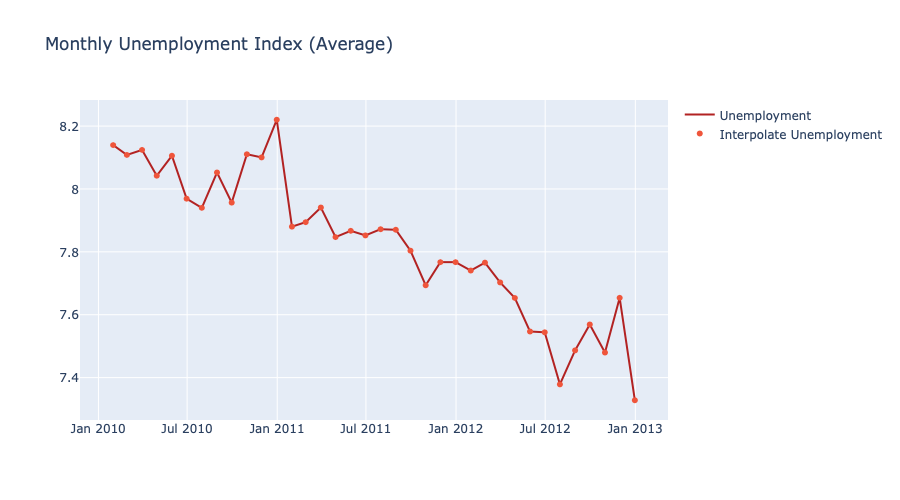 Monthly Unemployment Index (Average)
Unemployment
Interpolate Unemployment
8.2
8
7.8
7.6
7.4
Jan 2010
Jul 2010
Jan 2011
Jul 2011
Jan 2012
Jul 2012
Jan 2013